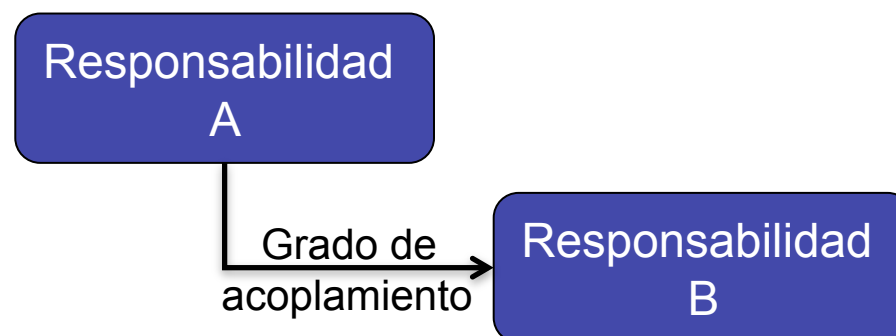 Responsabilidad
A
Grado de
acoplamiento
Responsabilidad
B